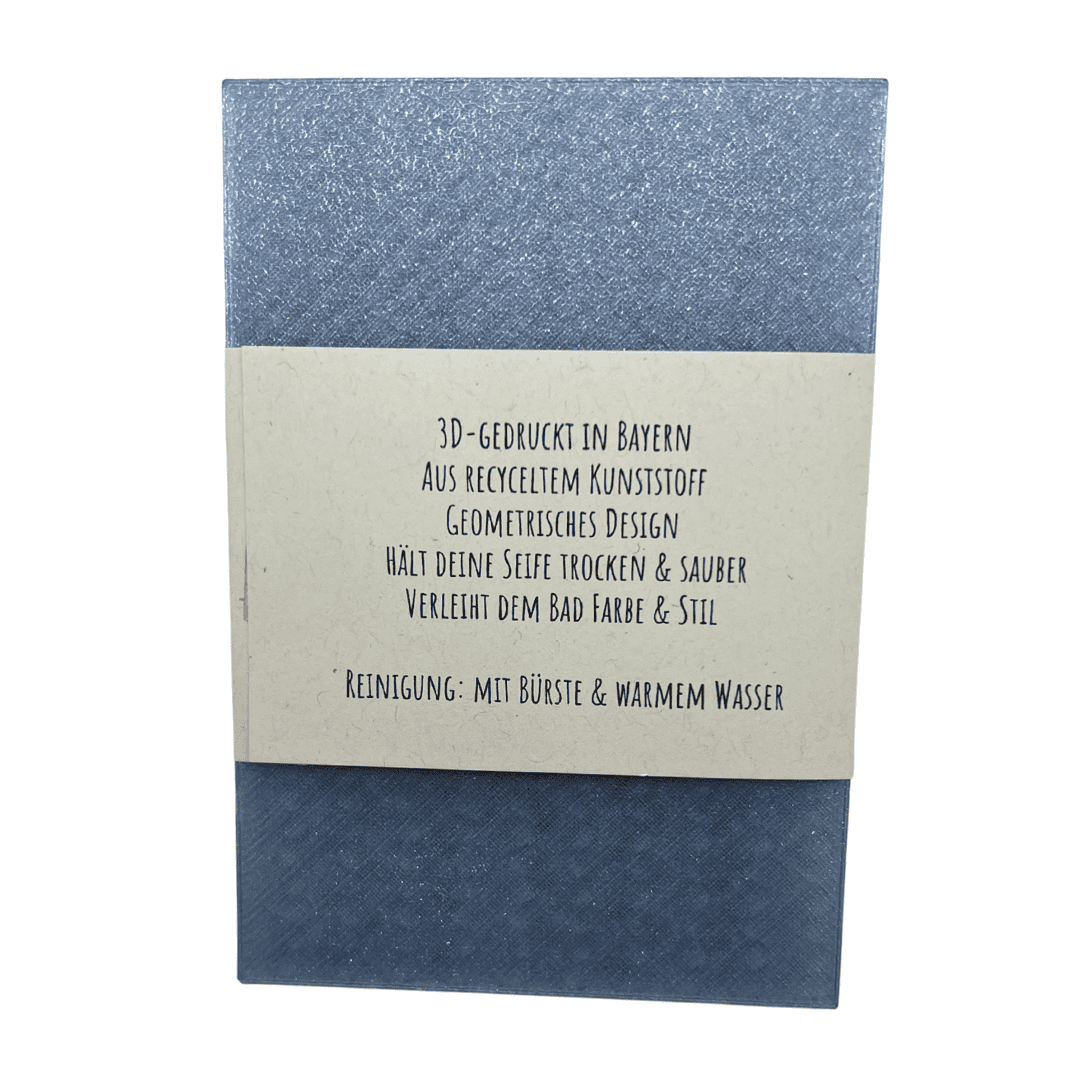 3D-GEDRUCKT IN BAYERN
AUS RECYCELTEM KUNSTSTOFF
GEOMETRISCHES DESIGN
HÄLT DEINE SEIFE TROCKEN & SAUBER
VERLEIHT DEM BAD FARBE & STIL
REINIGUNG: MIT BÜRSTE & WARMEM WASSER